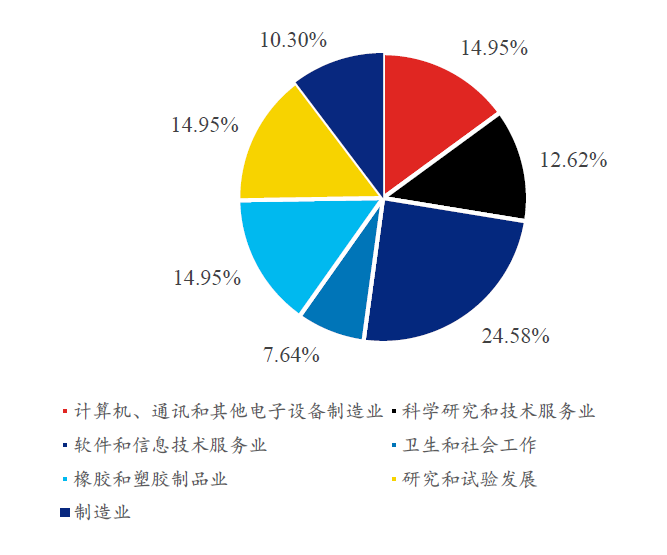 10.30%
14.95%
14.95%
12.62%
14.95%
24.58%
7.64%
计算机、通讯和其他电子设备制造业
科学研究和技术服务业
软件和信息技术服务业
卫生和社会工作
橡胶和塑胶制品业
研究和试验发展
制造业